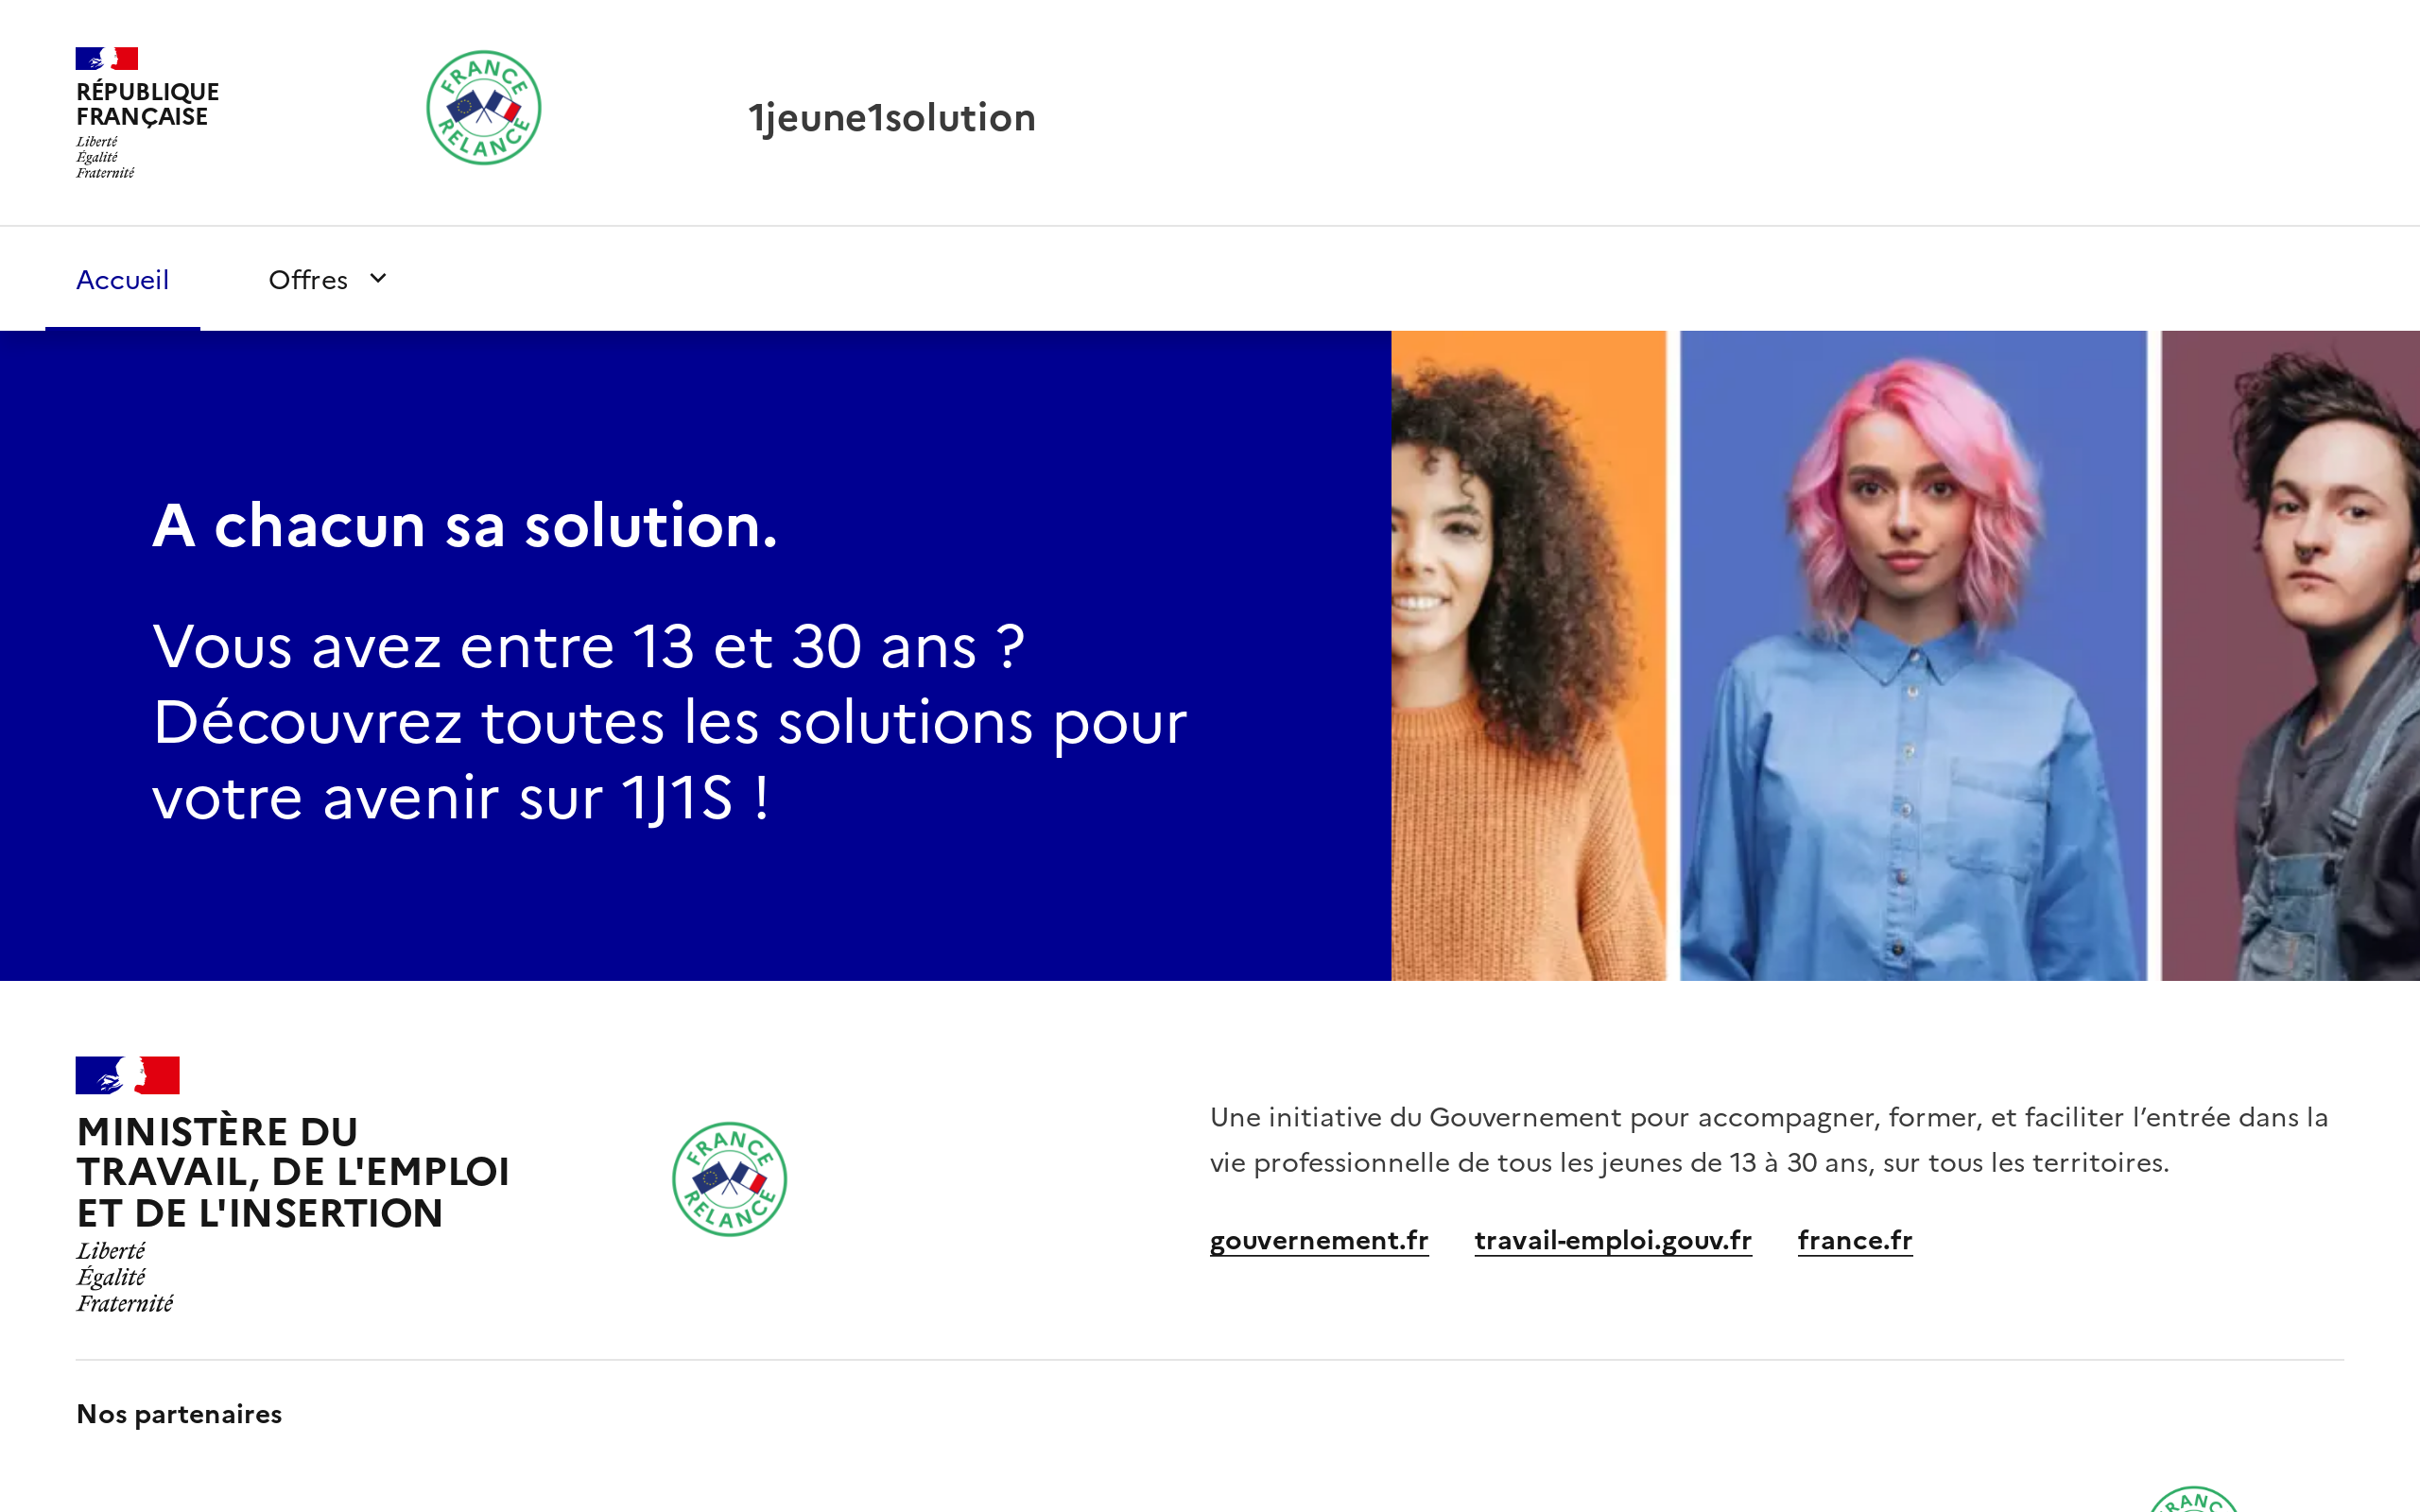 RÉPUBLIQUE
FRANÇAISE
Liberté
Égalité
Fraternité
FRANCE
RELANCE
1jeune1solution
Accueil
Offres
A chacun sa solution.
Vous avez entre 13 et 30 ans ?
Découvrez toutes les solutions pour
votre avenir sur 1J1S !
MINISTÈRE DU
TRAVAIL, DE L'EMPLOI
ET DE L'INSERTION
Liberté
Égalité
Fraternité
FRANCE
RELANCE
Une initiative du Gouvernement pour accompagner, former, et faciliter l’entrée dans la
vie professionnelle de tous les jeunes de 13 à 30 ans, sur tous les territoires.
gouvernement.fr travail-emploi.gouv.fr france.fr
Nos partenaires